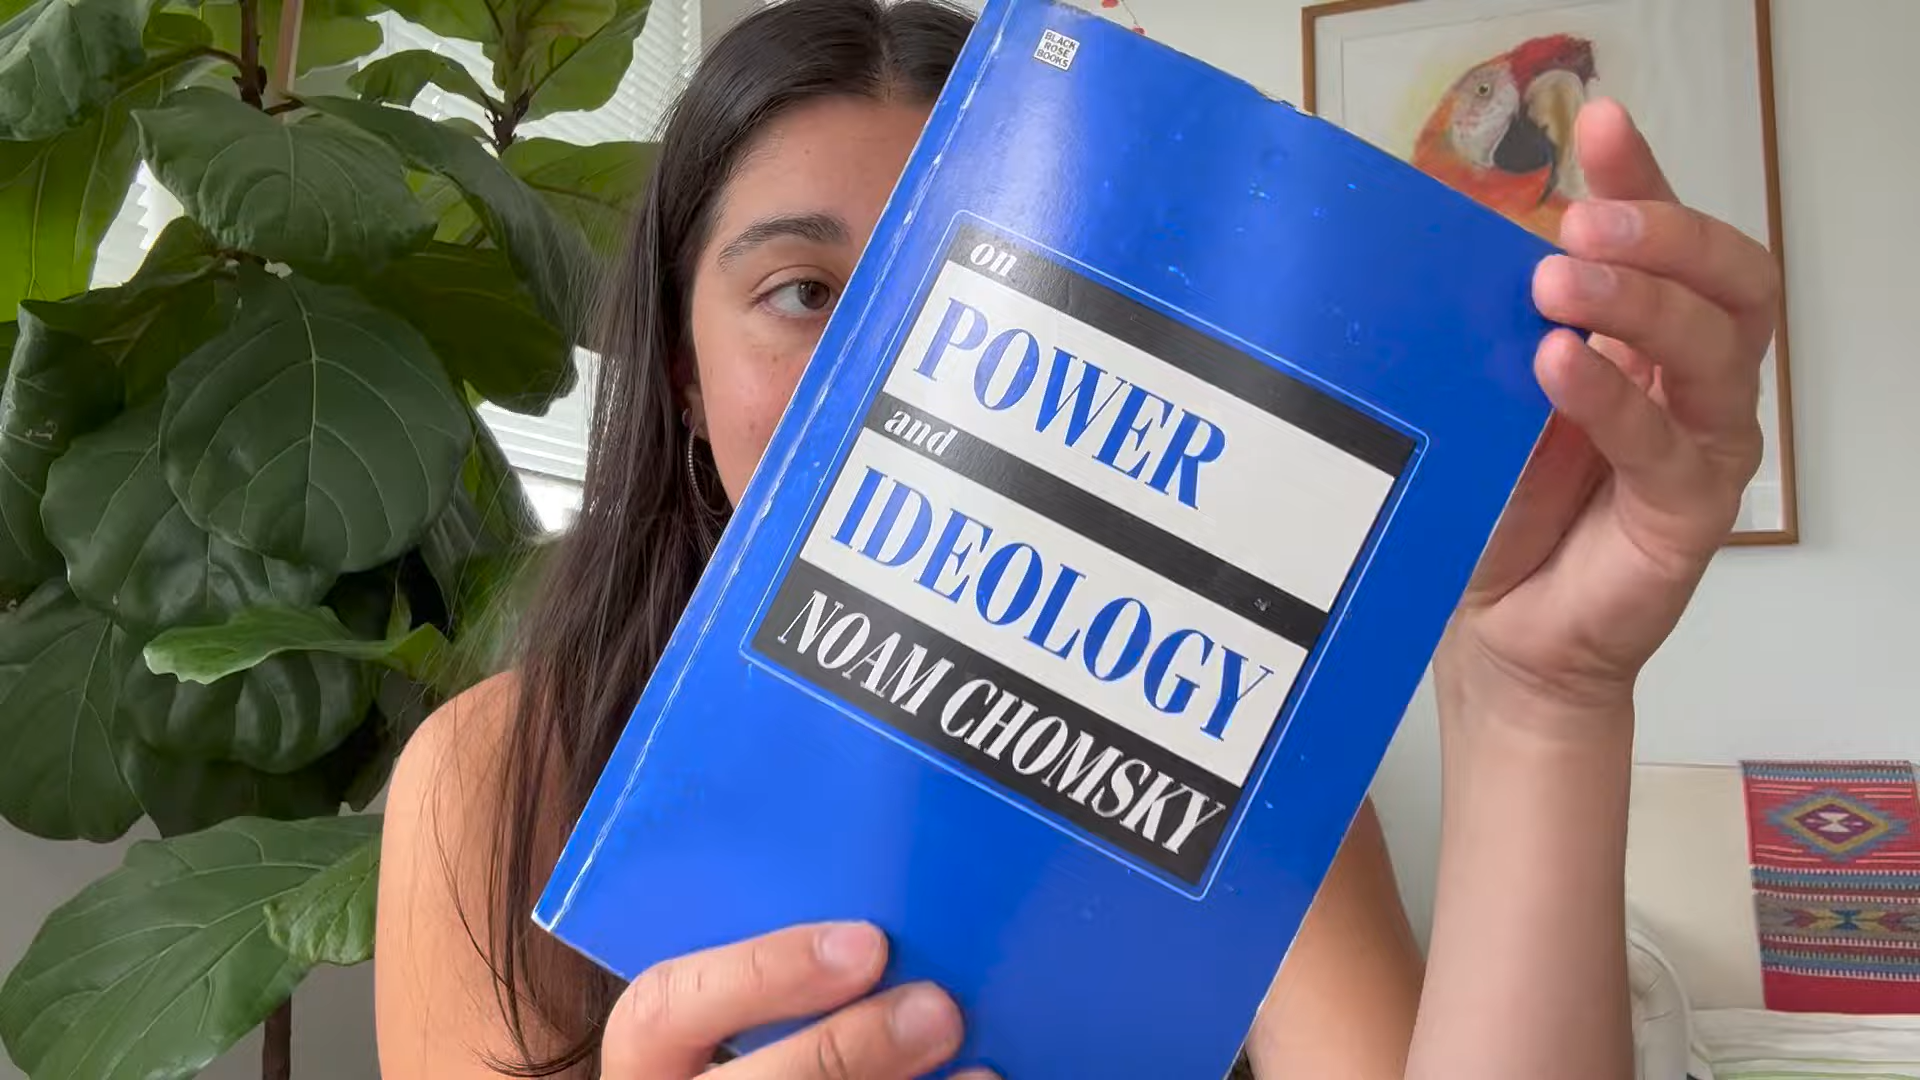 BLACK
ROSE
BOOKS
on
POWER
and
IDEOLOGY
NOAM CHOMSKY